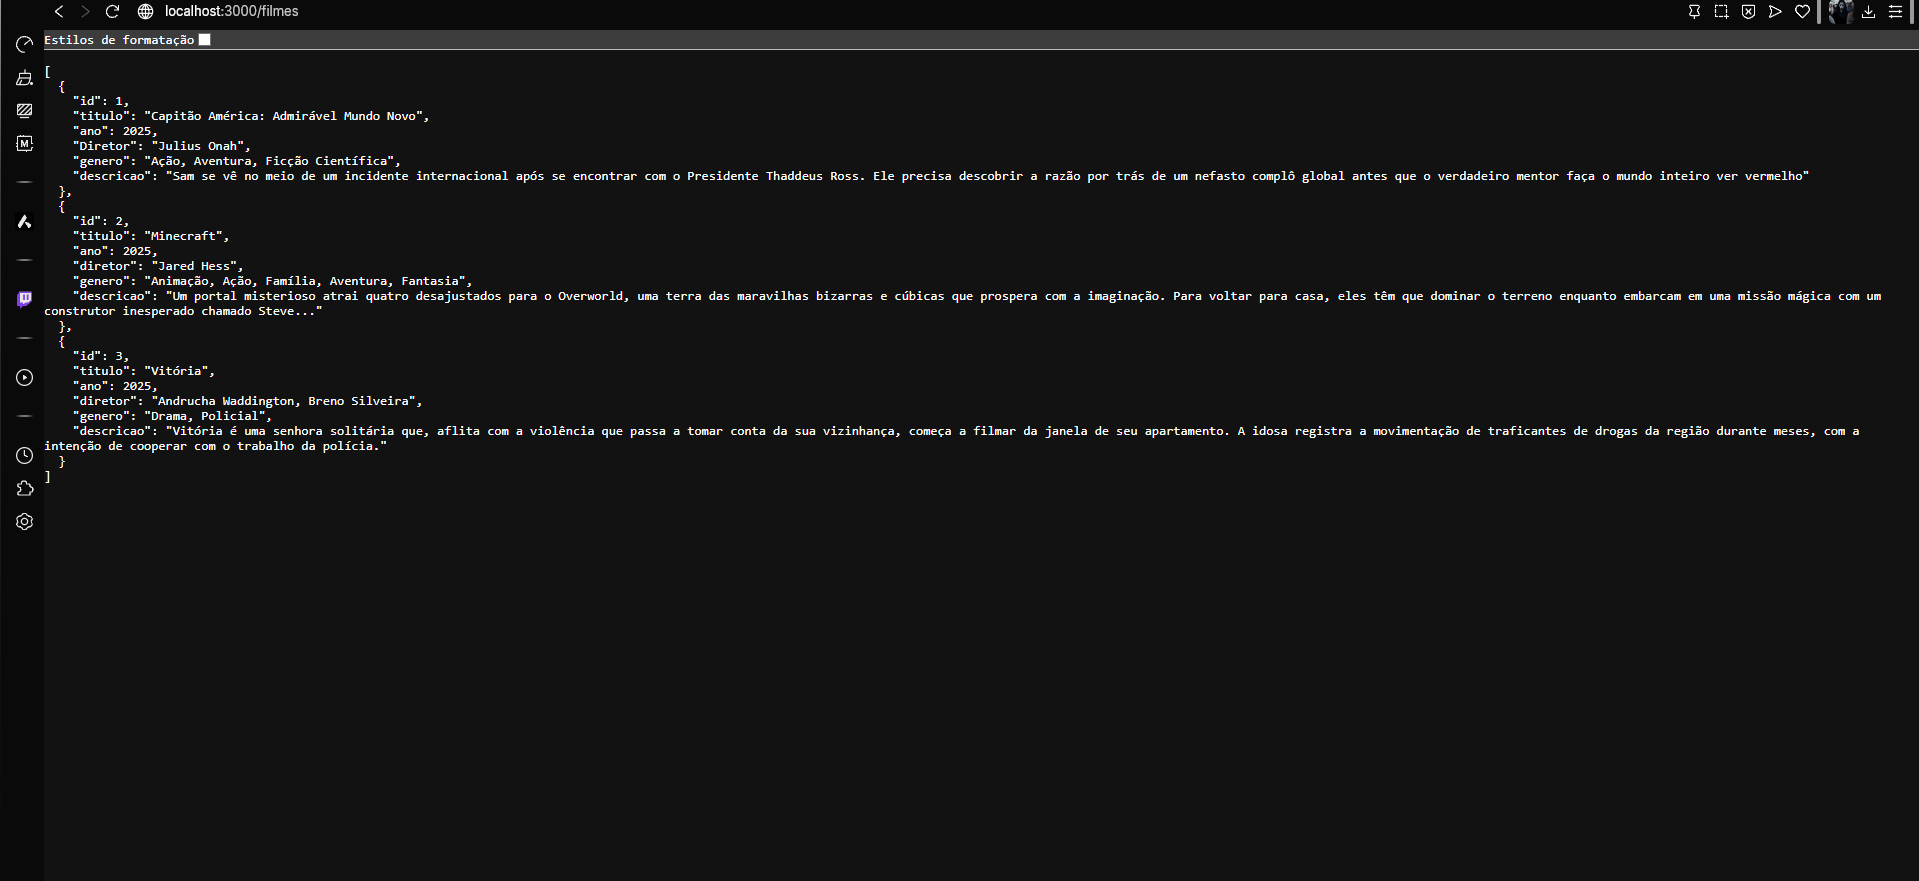 localhost:3000/filmes
Estilos de formatação
[
  {
    "id": 1,
    "titulo": "Capitão América: Admirável Mundo Novo",
    "ano": 2025,
    "Diretor": "Julius Onah",
    "genero": "Ação, Aventura, Ficção Científica",
    "descricao": "Sam se vê no meio de um incidente internacional após se encontrar com o Presidente Thaddeus Ross. Ele precisa descobrir a razão por trás de um nefasto complô global antes que o verdadeiro mentor faça o mundo inteiro ver vermelho"
  },
  {
    "id": 2,
    "titulo": "Minecraft",
    "ano": 2025,
    "diretor": "Jared Hess",
    "genero": "Animação, Ação, Família, Aventura, Fantasia",
    "descricao": "Um portal misterioso atrai quatro desajustados para o Overworld, uma terra das maravilhas bizarras e cúbicas que prospera com a imaginação. Para voltar para casa, eles têm que dominar o terreno enquanto embarcam em uma missão mágica com um
construtor inesperado chamado Steve..."
  },
  {
    "id": 3,
    "titulo": "Vitória",
    "ano": 2025,
    "diretor": "Andrucha Waddington, Breno Silveira",
    "genero": "Drama, Policial",
    "descricao": "Vitória é uma senhora solitária que, aflita com a violência que passa a tomar conta da sua vizinhança, começa a filmar da janela de seu apartamento. A idosa registra a movimentação de traficantes de drogas da região durante meses, com a
intenção de cooperar com o trabalho da polícia."
  }
]
M